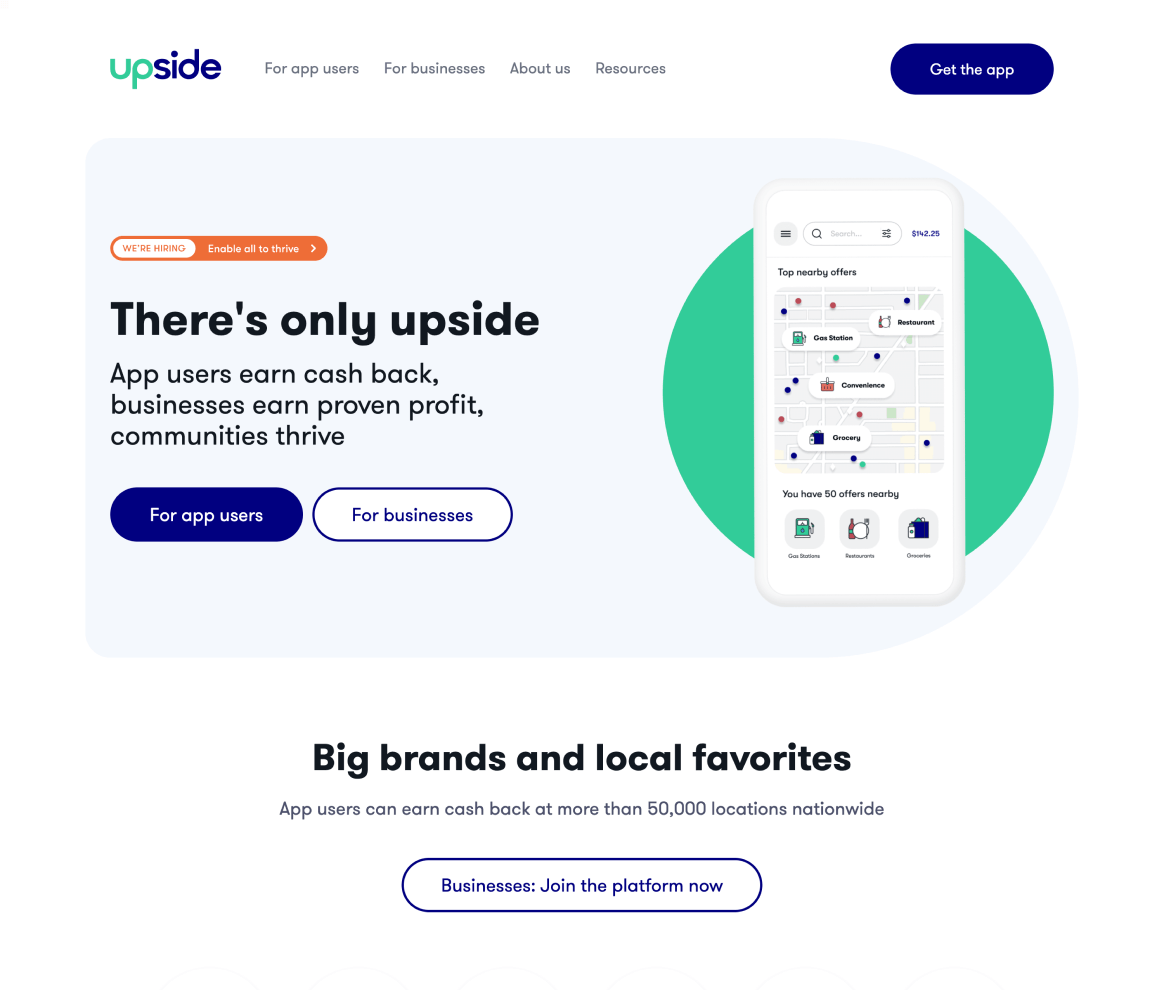 upside
For app users
For businesses
About us
Resources
Get the app
WE'RE HIRING
Enable all to thrive
There's only upside
App users earn cash back,
businesses earn proven profit,
communities thrive
For app users
For businesses
Search...
$142.25
Top nearby offers
Restaurant
Gas Station
Convenience
Grocery
You have 50 offers nearby
Gas Stations
Restaurants
Groceries
Big brands and local favorites
App users can earn cash back at more than 50,000 locations nationwide
Businesses: Join the platform now